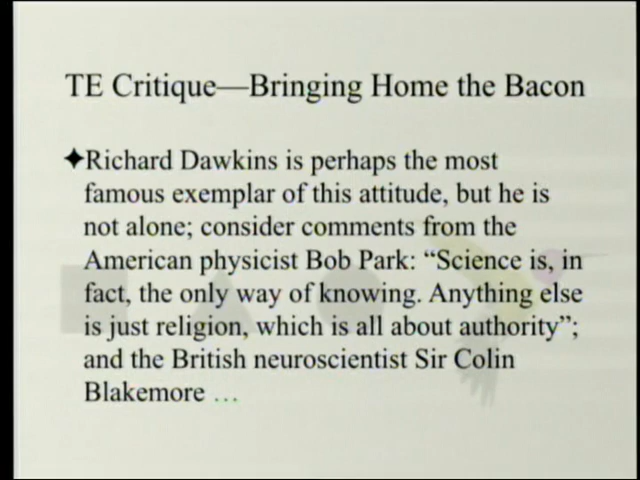 TE Critique—Bringing Home the Bacon
✦Richard Dawkins is perhaps the most
famous exemplar of this attitude, but he is
not alone; consider comments from the
American physicist Bob Park: “Science is, in
fact, the only way of knowing. Anything else
is just religion, which is all about authority”;
and the British neuroscientist Sir Colin
Blakemore …